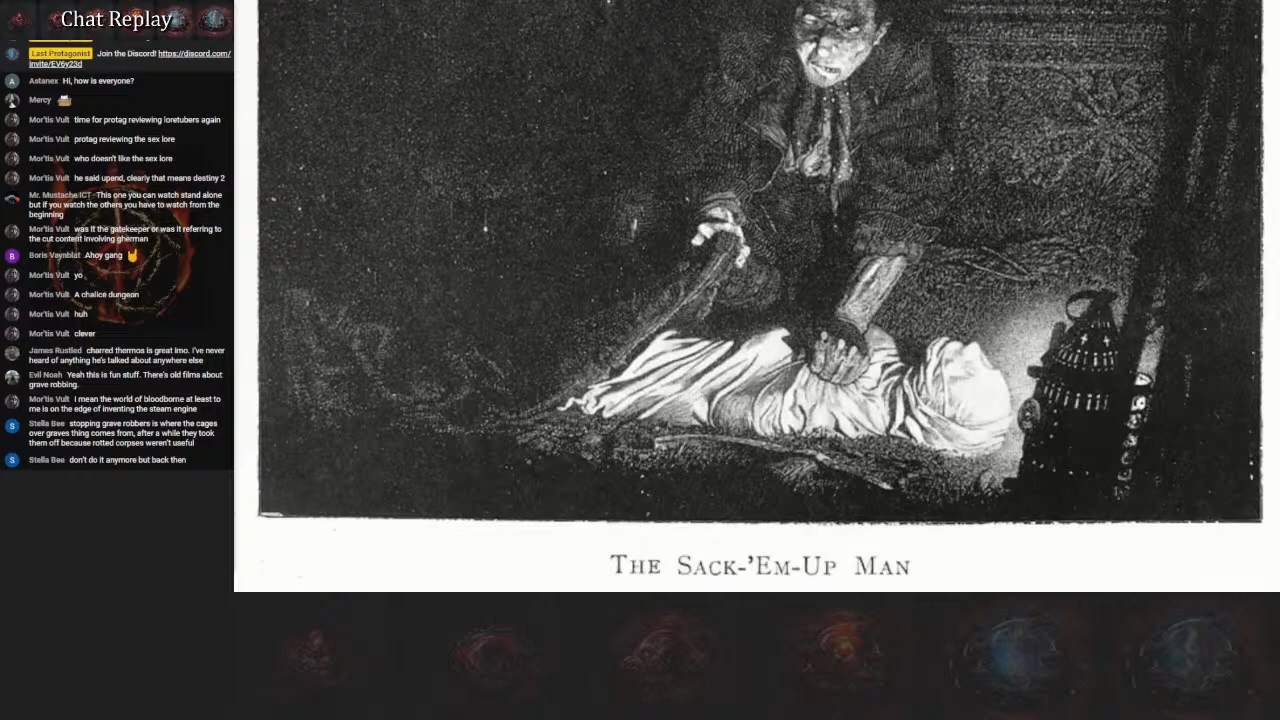 Chat Replay
Last Protagonist Join the Discord! https://discord.com/
invite/EV6y23d
Astanex Hi, how is everyone?
Mercy
Mor'tis Vult time for protag reviewing loretubers again
Mor'tis Vult protag reviewing the sex lore
Mor'tis Vult who doesn't like the sex lore
Mor'tis Vult he said upend, clearly that means destiny 2
Mr. Mustache ICT This one you can watch stand alone
but if you watch the others you have to watch from the
beginning
Mor'tis Vult was it the gatekeeper or was it referring to
the cut content involving gherman
B Boris Vaynblat Ahoy gang
Mor'tis Vult yo
Mor'tis Vult A chalice dungeon
Mor'tis Vult huh
Mor'tis Vult clever
James Rustled charred thermos is great imo. I've never
heard of anything he's talked about anywhere else
Evil Noah Yeah this is fun stuff. There's old films about
grave robbing.
Mor'tis Vult I mean the world of bloodborne at least to
me is on the edge of inventing the steam engine
S Stella Bee stopping grave robbers is where the cages
over graves thing comes from, after a while they took
them off because rotted corpses weren't useful
S Stella Bee don't do it anymore but back then
The Sack-'Em-Up Man